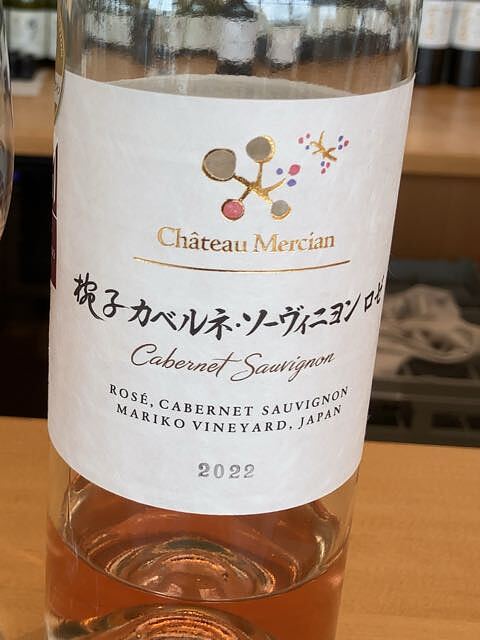 Château Mercian
椀子カベルネ・ソーヴィニヨン ロゼ
Cabernet Sauvignon
ROSÉ, CABERNET SAUVIGNON
MARIKO VINEYARD, JAPAN
2022